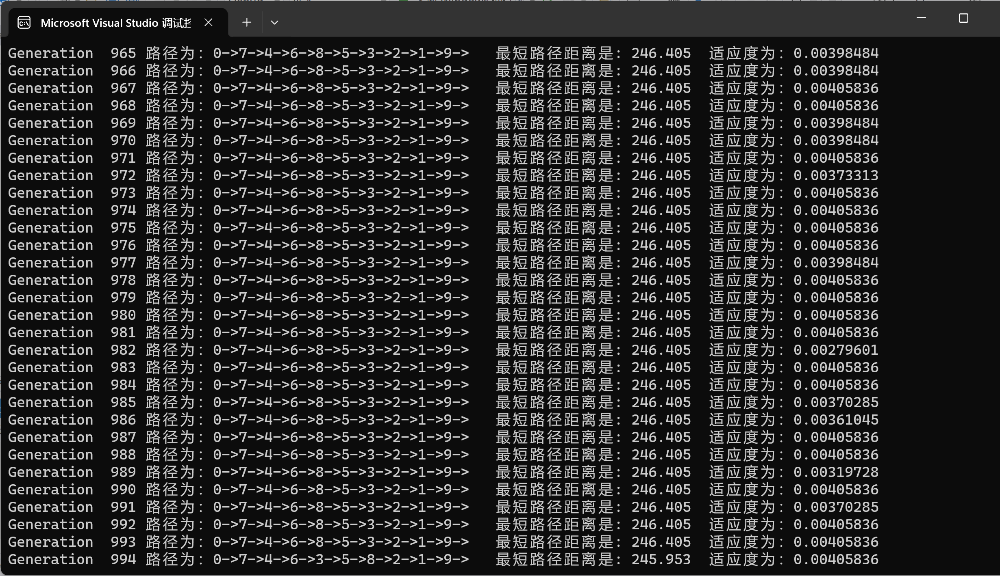 Microsoft Visual Studio 调试
Generation  965 路径为: 0->7->4->6->8->5->3->2->1->9->   最短路径距离是: 246.405  适应度为: 0.00398484
Generation  966 路径为: 0->7->4->6->8->5->3->2->1->9->   最短路径距离是: 246.405  适应度为: 0.00398484
Generation  967 路径为: 0->7->4->6->8->5->3->2->1->9->   最短路径距离是: 246.405  适应度为: 0.00405836
Generation  968 路径为: 0->7->4->6->8->5->3->2->1->9->   最短路径距离是: 246.405  适应度为: 0.00405836
Generation  969 路径为: 0->7->4->6->8->5->3->2->1->9->   最短路径距离是: 246.405  适应度为: 0.00398484
Generation  970 路径为: 0->7->4->6->8->5->3->2->1->9->   最短路径距离是: 246.405  适应度为: 0.00398484
Generation  971 路径为: 0->7->4->6->8->5->3->2->1->9->   最短路径距离是: 246.405  适应度为: 0.00405836
Generation  972 路径为: 0->7->4->6->8->5->3->2->1->9->   最短路径距离是: 246.405  适应度为: 0.00373313
Generation  973 路径为: 0->7->4->6->8->5->3->2->1->9->   最短路径距离是: 246.405  适应度为: 0.00405836
Generation  974 路径为: 0->7->4->6->8->5->3->2->1->9->   最短路径距离是: 246.405  适应度为: 0.00405836
Generation  975 路径为: 0->7->4->6->8->5->3->2->1->9->   最短路径距离是: 246.405  适应度为: 0.00405836
Generation  976 路径为: 0->7->4->6->8->5->3->2->1->9->   最短路径距离是: 246.405  适应度为: 0.00405836
Generation  977 路径为: 0->7->4->6->8->5->3->2->1->9->   最短路径距离是: 246.405  适应度为: 0.00398484
Generation  978 路径为: 0->7->4->6->8->5->3->2->1->9->   最短路径距离是: 246.405  适应度为: 0.00405836
Generation  979 路径为: 0->7->4->6->8->5->3->2->1->9->   最短路径距离是: 246.405  适应度为: 0.00405836
Generation  980 路径为: 0->7->4->6->8->5->3->2->1->9->   最短路径距离是: 246.405  适应度为: 0.00405836
Generation  981 路径为: 0->7->4->6->8->5->3->2->1->9->   最短路径距离是: 246.405  适应度为: 0.00405836
Generation  982 路径为: 0->7->4->6->8->5->3->2->1->9->   最短路径距离是: 246.405  适应度为: 0.00279601
Generation  983 路径为: 0->7->4->6->8->5->3->2->1->9->   最短路径距离是: 246.405  适应度为: 0.00405836
Generation  984 路径为: 0->7->4->6->8->5->3->2->1->9->   最短路径距离是: 246.405  适应度为: 0.00405836
Generation  985 路径为: 0->7->4->6->8->5->3->2->1->9->   最短路径距离是: 246.405  适应度为: 0.00370285
Generation  986 路径为: 0->7->4->6->8->5->3->2->1->9->   最短路径距离是: 246.405  适应度为: 0.00361045
Generation  987 路径为: 0->7->4->6->8->5->3->2->1->9->   最短路径距离是: 246.405  适应度为: 0.00405836
Generation  988 路径为: 0->7->4->6->8->5->3->2->1->9->   最短路径距离是: 246.405  适应度为: 0.00405836
Generation  989 路径为: 0->7->4->6->8->5->3->2->1->9->   最短路径距离是: 246.405  适应度为: 0.00319728
Generation  990 路径为: 0->7->4->6->8->5->3->2->1->9->   最短路径距离是: 246.405  适应度为: 0.00405836
Generation  991 路径为: 0->7->4->6->8->5->3->2->1->9->   最短路径距离是: 246.405  适应度为: 0.00370285
Generation  992 路径为: 0->7->4->6->8->5->3->2->1->9->   最短路径距离是: 246.405  适应度为: 0.00405836
Generation  993 路径为: 0->7->4->6->8->5->3->2->1->9->   最短路径距离是: 246.405  适应度为: 0.00405836
Generation  994 路径为: 0->7->4->6->3->5->8->2->1->9->   最短路径距离是: 245.953  适应度为: 0.00405836